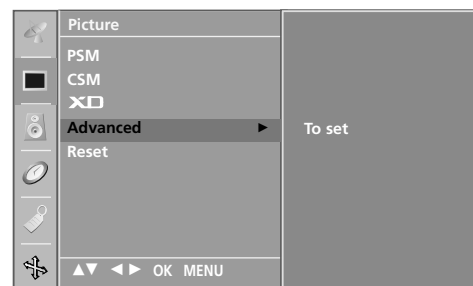 Picture
PSM
CSM
XD
Advanced ► To set
Reset
▲▼ ◄► OK MENU